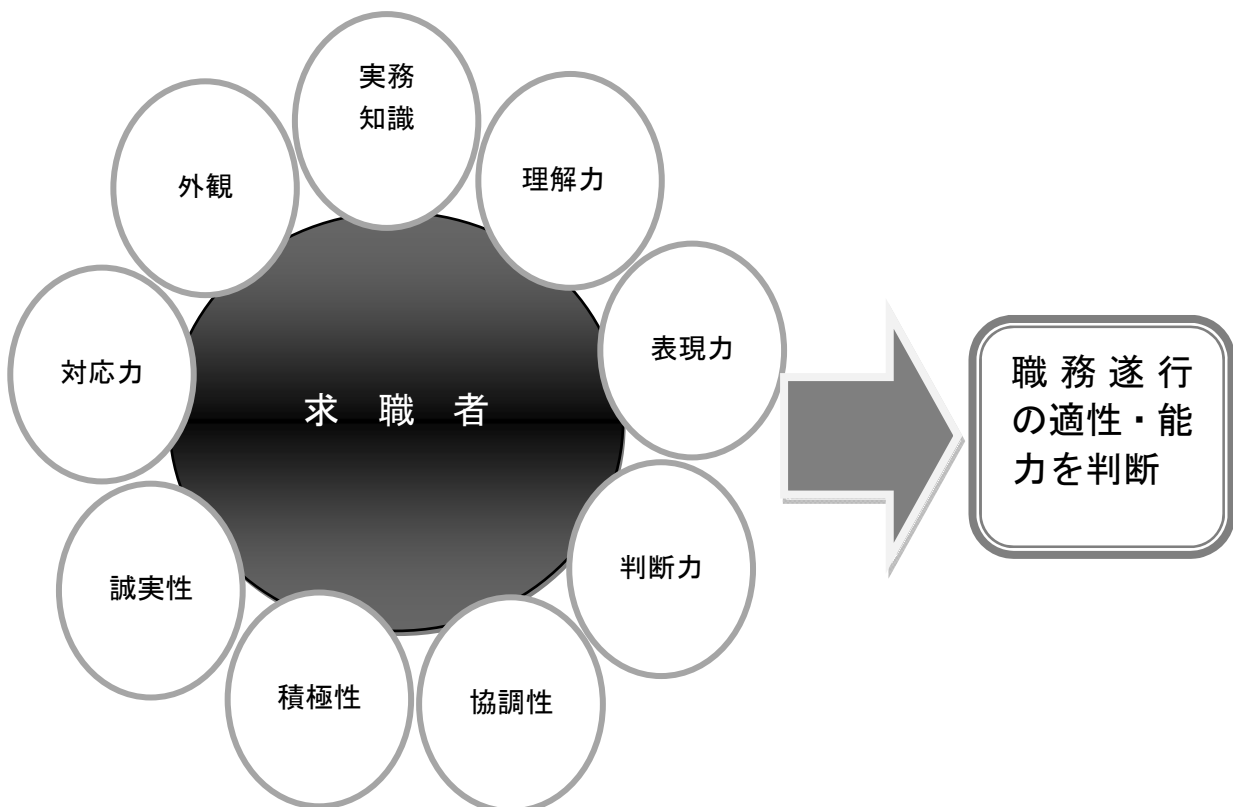 実務
知識
外観
理解力
表現力
対応力
求 職 者
職務遂行
の適性・能
力を判断
判断力
誠実性
積極性
協調性